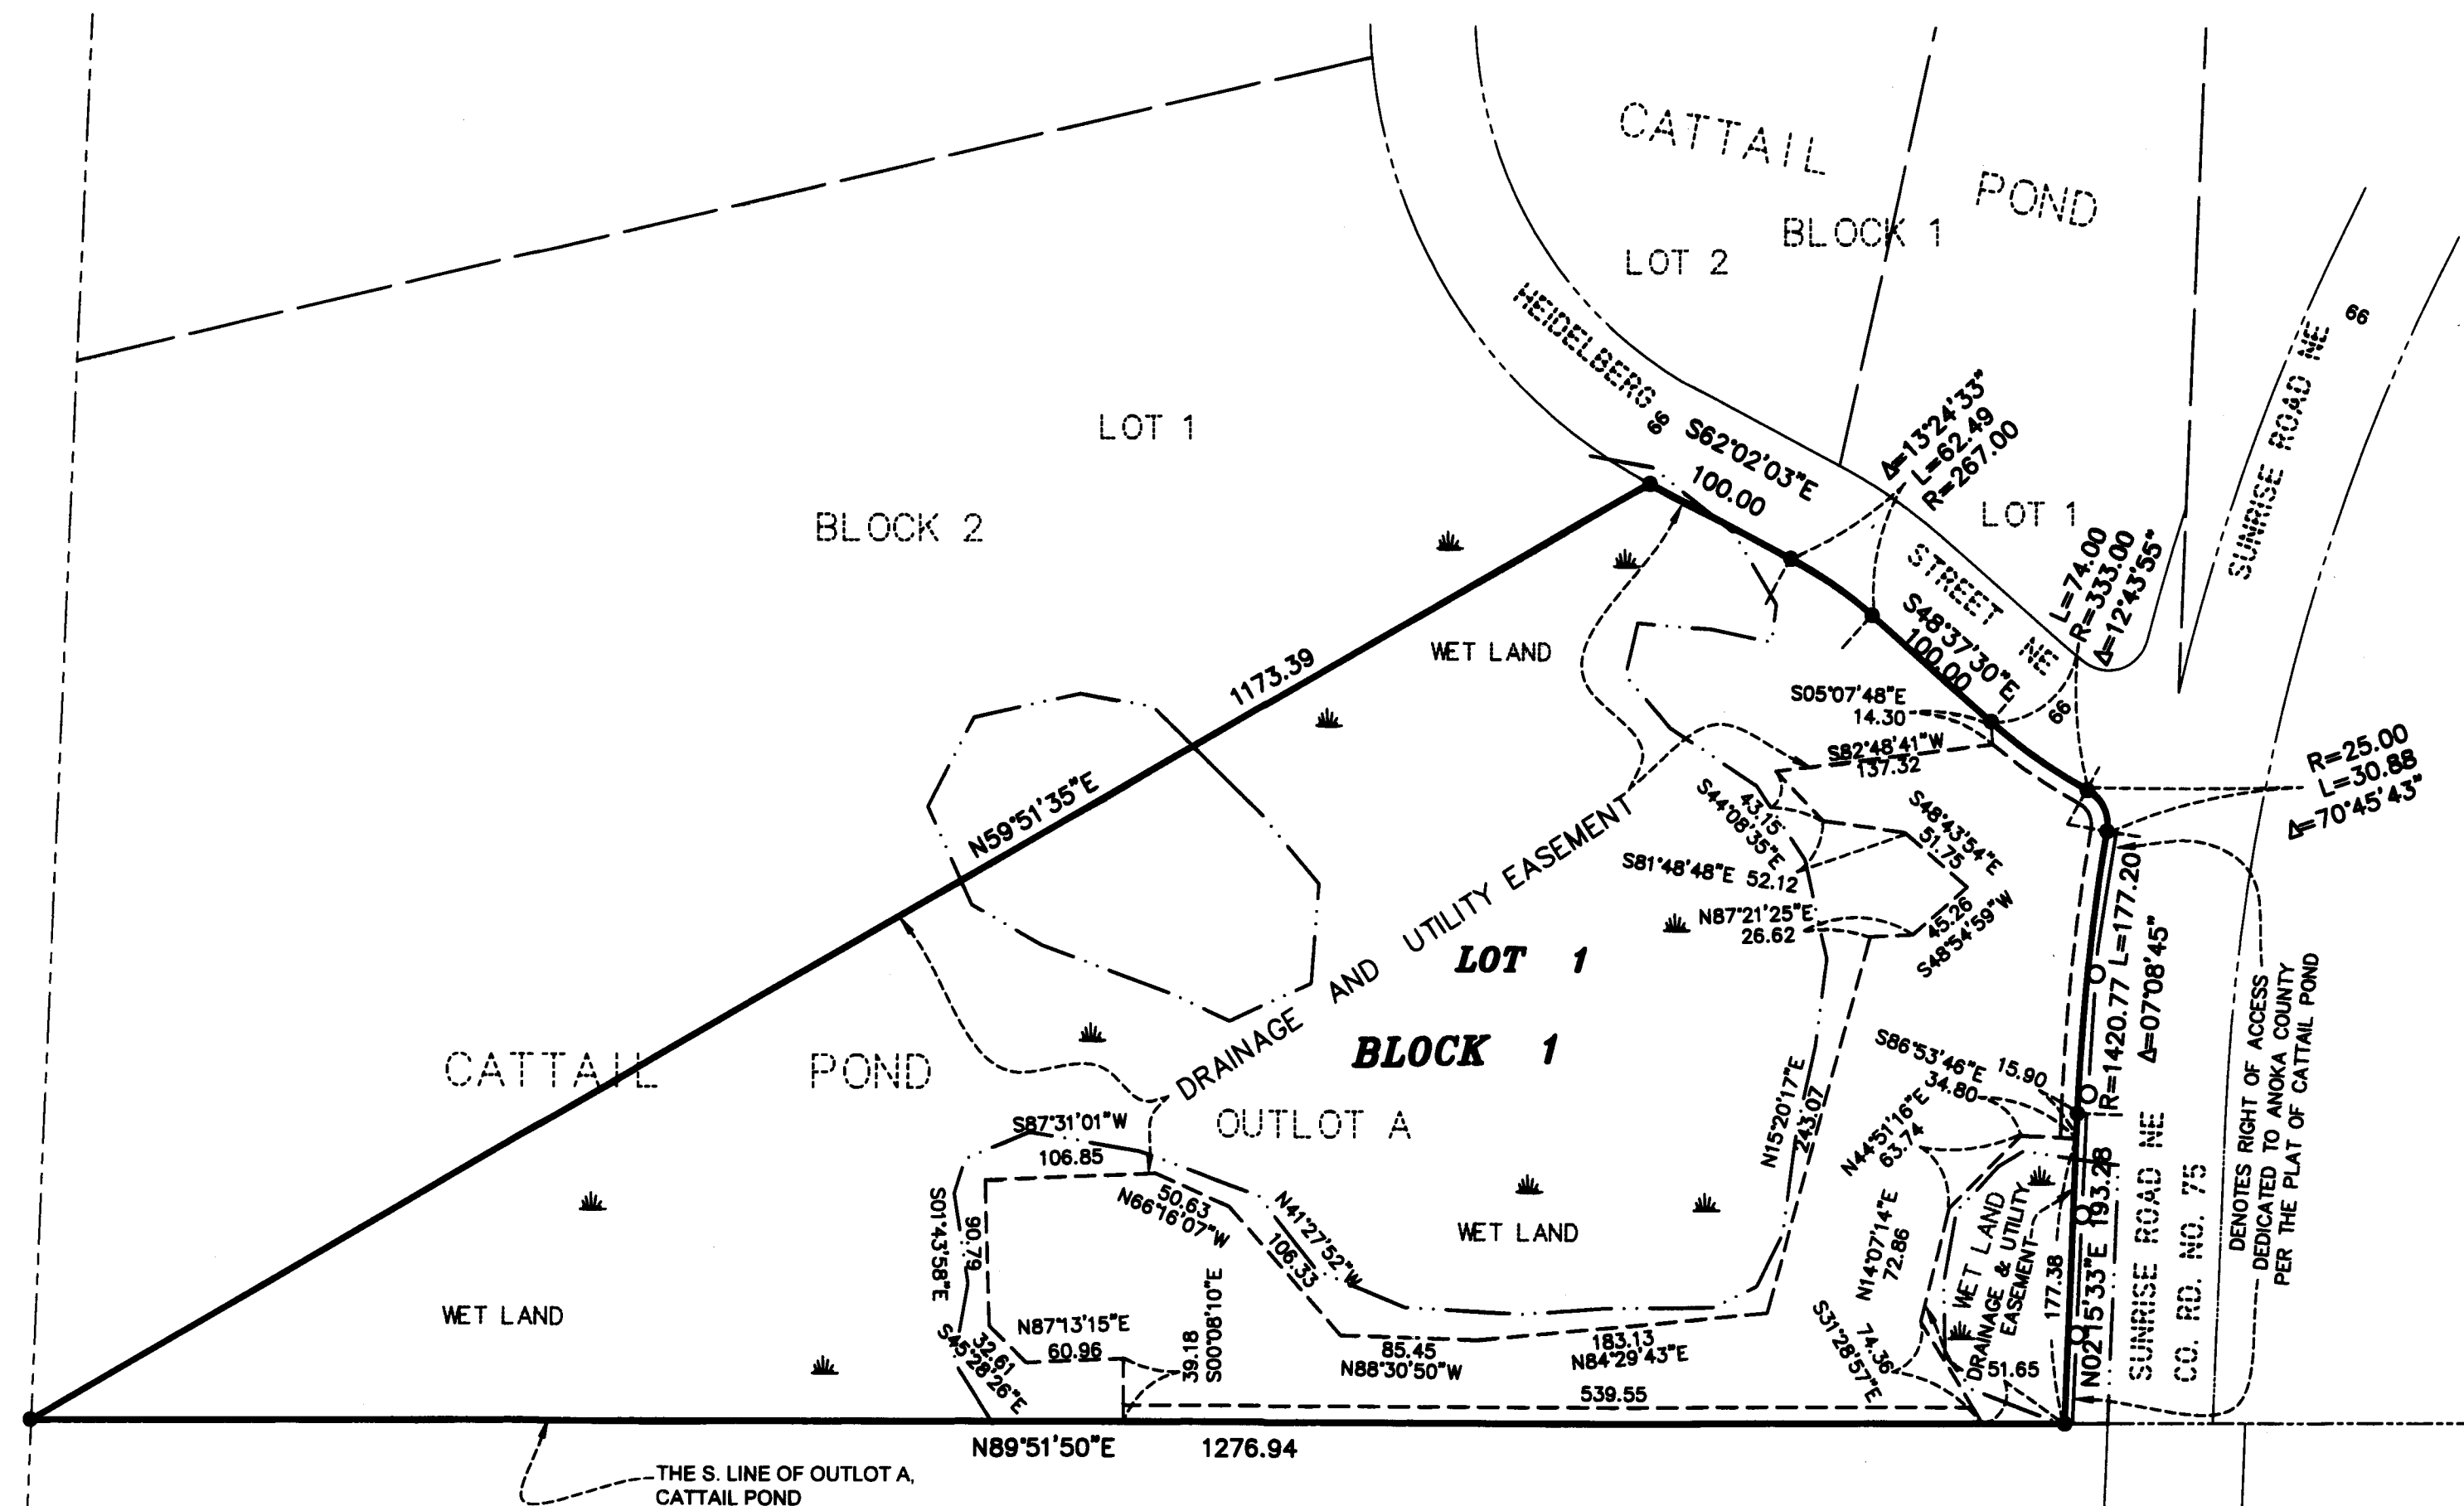 CATTAIL
POND
BLOCK 1
LOT 2
66
SUNRISE ROAD NE
HEIDELBERG
66
S62°02'03"E
100.00
Δ=13°24'33"
L=62.49
R=267.00
LOT 1
LOT 1
BLOCK 2
STREET NE
S48°37'30"E
100.00
66
L=74.00
R=333.00
Δ=12°43'55"
WET LAND
1173.39
N59°51'35"E
S05°07'48"E
14.30
S82°48'41"W
137.32
R=25.00
L=30.88
Δ=70°45'43"
43.15
S44°08'35"E
S48°43'54"E
51.75
S81°48'48"E 52.12
N87°21'25"E
26.62
45.26
S48°54'59"W
DRAINAGE AND UTILITY EASEMENT
LOT 1
BLOCK 1
R=1420.77 L=177.20
Δ=07°08'45"
DENOTES RIGHT OF ACCESS
DEDICATED TO ANOKA COUNTY
PER THE PLAT OF CATTAIL POND
CATTAIL POND
OUTLOT A
S87°31'01"W
106.85
N15°20'17"E
243.07
S86°53'46"E 15.90
34.80
N44°51'16"E
63.74
50.63
N66°16'07"W
N41°27'52"W
106.33
S01°43'58"E
90.79
WET LAND
WET LAND
N14°07'14"E
72.86
WET LAND
DRAINAGE & UTILITY
EASEMENT
177.38
N02°15'33"E 193.28
SUNRISE ROAD NE
CO. RD. NO. 75
32.61
S45°28'26"E
N87°13'15"E
60.96
39.18
S00°08'10"E
85.45
N88°30'50"W
183.13
N84°29'43"E
74.36
S31°28'57"E
51.65
539.55
N89°51'50"E 1276.94
THE S. LINE OF OUTLOT A,
CATTAIL POND